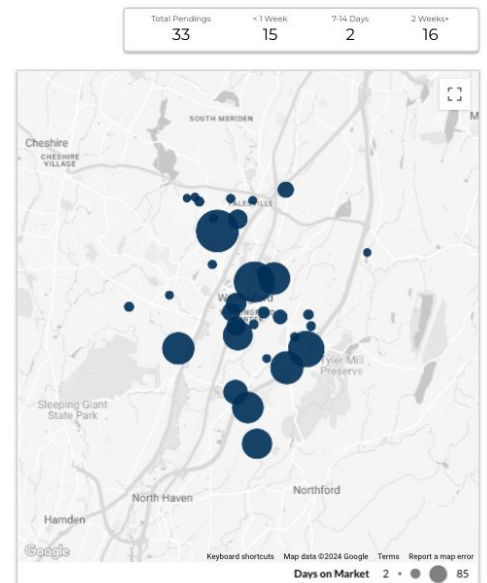 Total Pendings
< 1 Week
7-14 Days
2 Weeks+
33
15
2
16
SOUTH MERIDEN
M
Cheshire
CHESHIRE
VILLAGE
Tyler Mill
Preserve
Sleeping Giant
State Park
North Haven
Northford
Hamden
Google
Keyboard shortcuts
Map data ©2024 Google
Terms
Report a map error
Days on Market
2
85